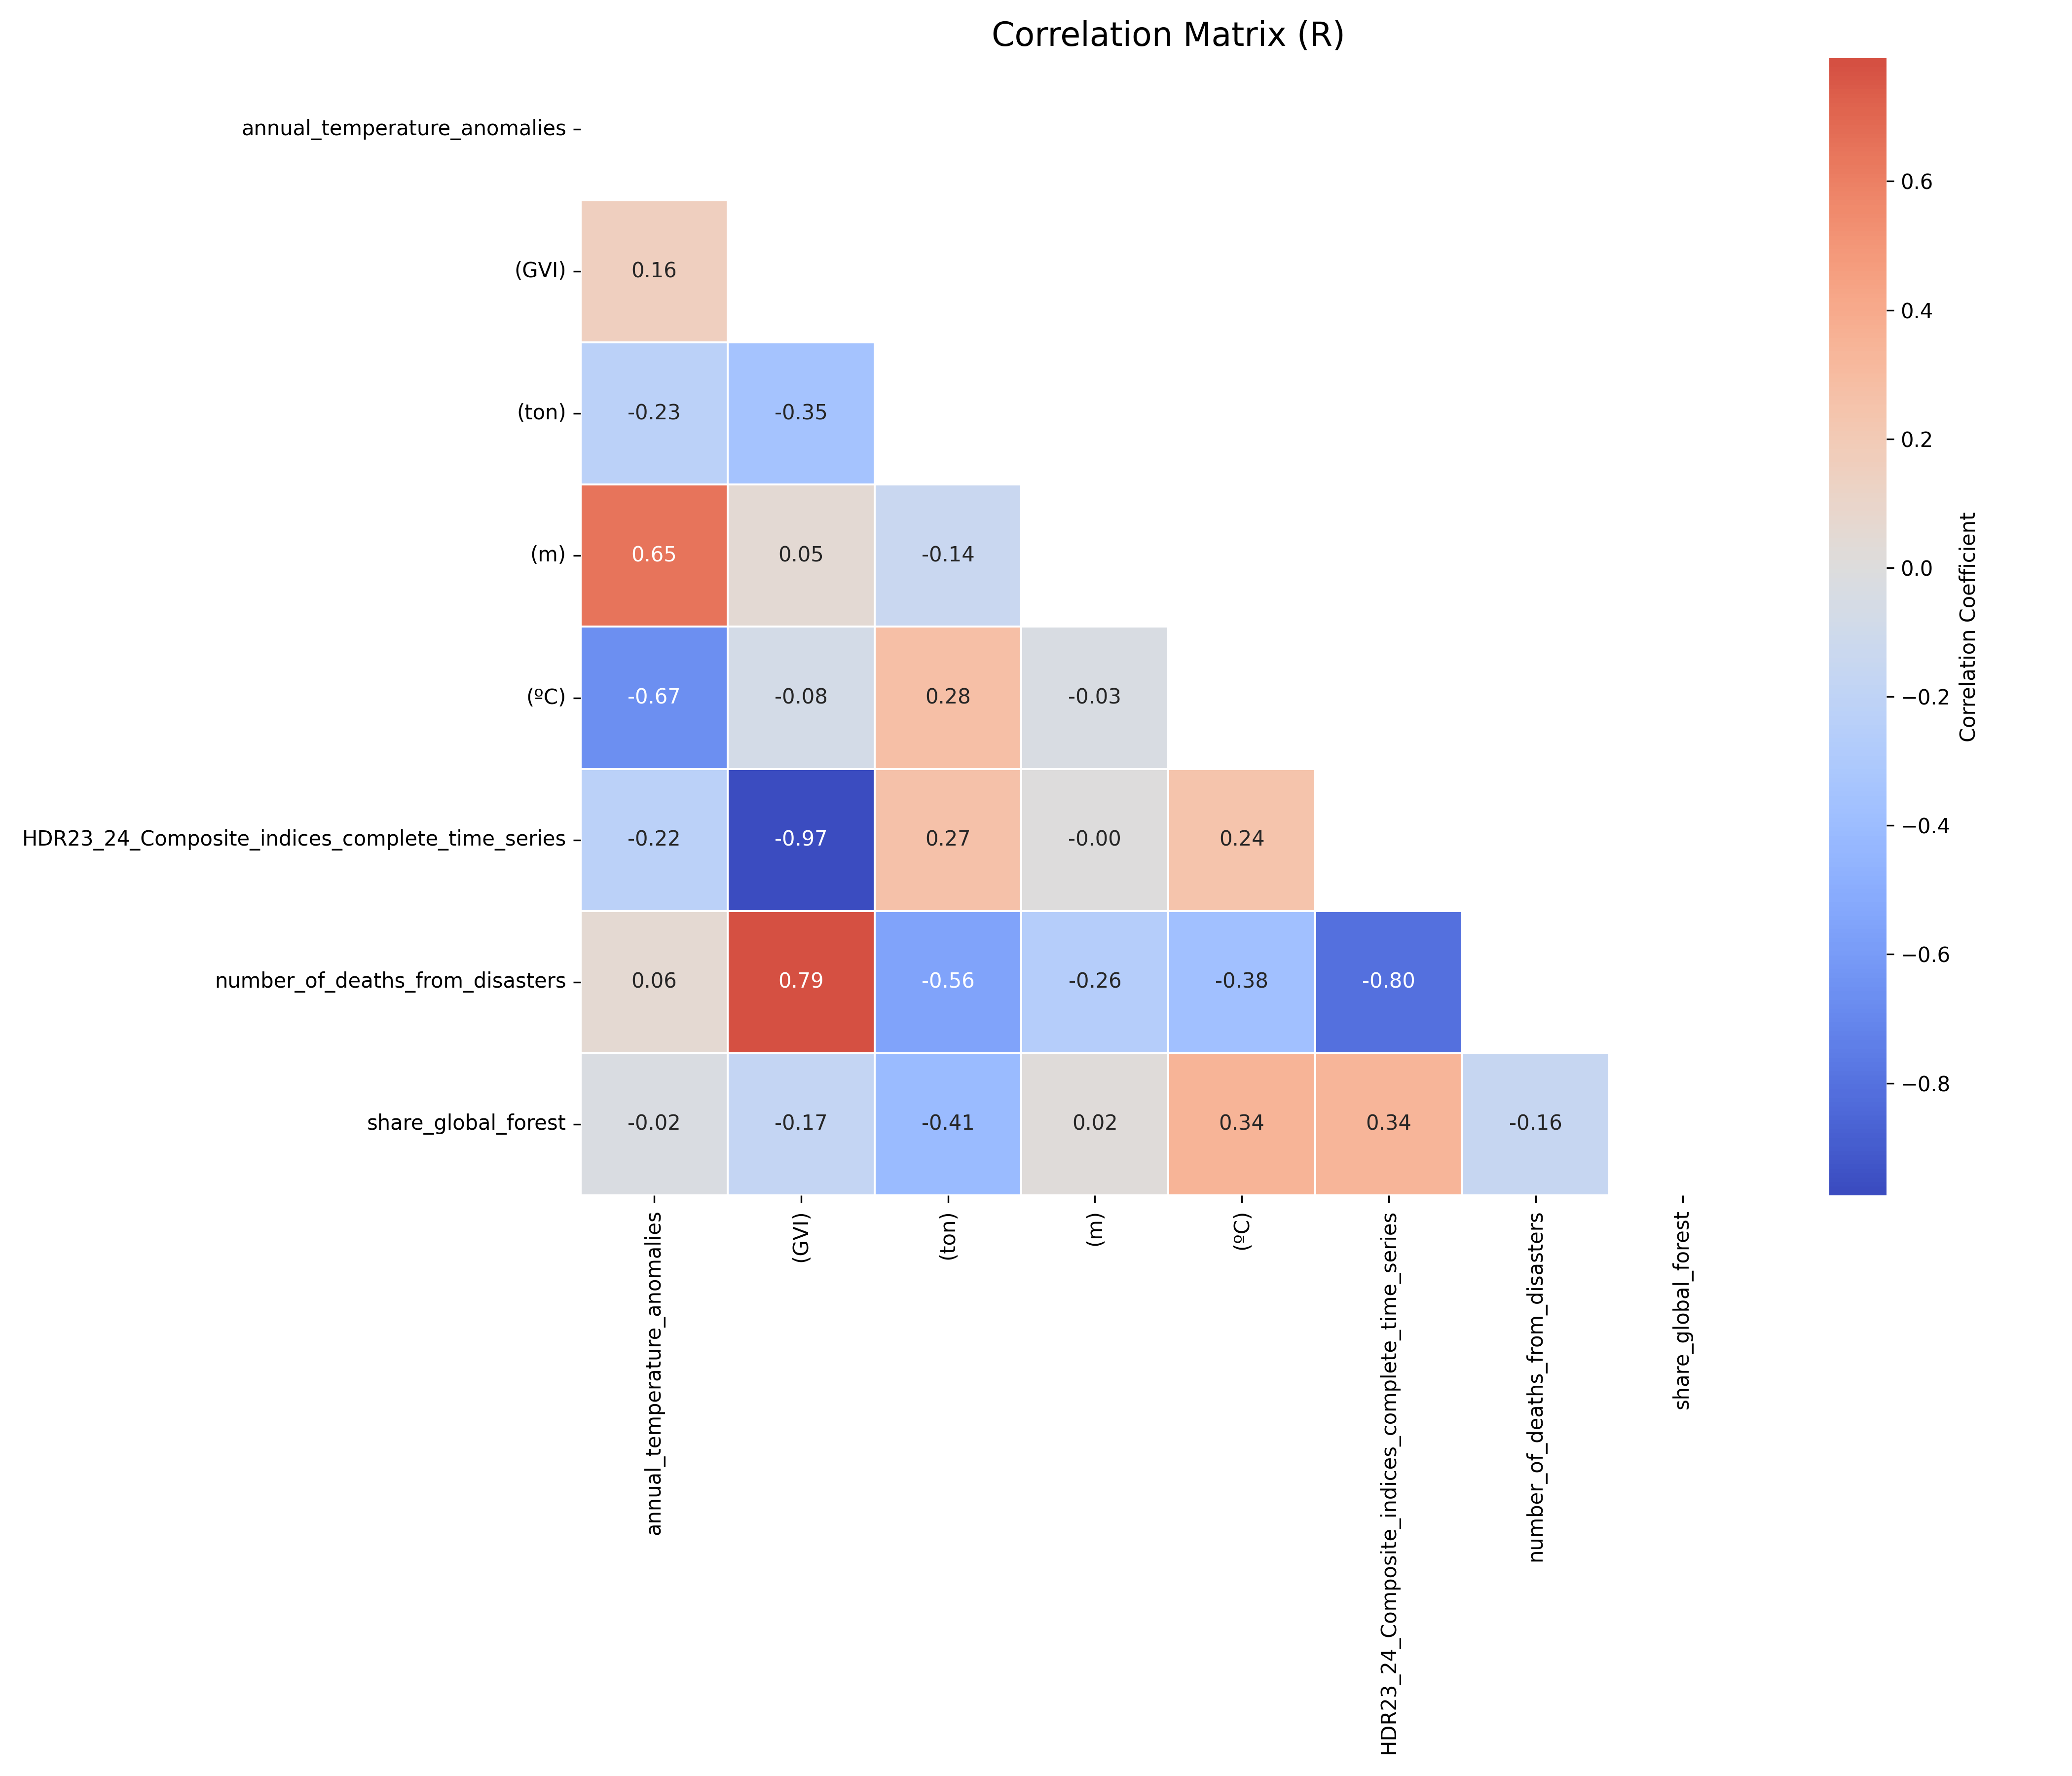 Correlation Matrix (R)
annual_temperature_anomalies
(GVI)
0.16
(ton)
-0.23 -0.35
(m)
0.65 0.05 -0.14
(ºC)
-0.67 -0.08 0.28 -0.03
HDR23_24_Composite_indices_complete_time_series
-0.22 -0.97 0.27 -0.00 0.24
number_of_deaths_from_disasters
0.06 0.79 -0.56 -0.26 -0.38 -0.80
share_global_forest
-0.02 -0.17 -0.41 0.02 0.34 0.34 -0.16
annual_temperature_anomalies
(GVI)
(ton)
(m)
(ºC)
HDR23_24_Composite_indices_complete_time_series
number_of_deaths_from_disasters
share_global_forest
0.6
0.4
0.2
0.0
−0.2
−0.4
−0.6
−0.8
Correlation Coefficient